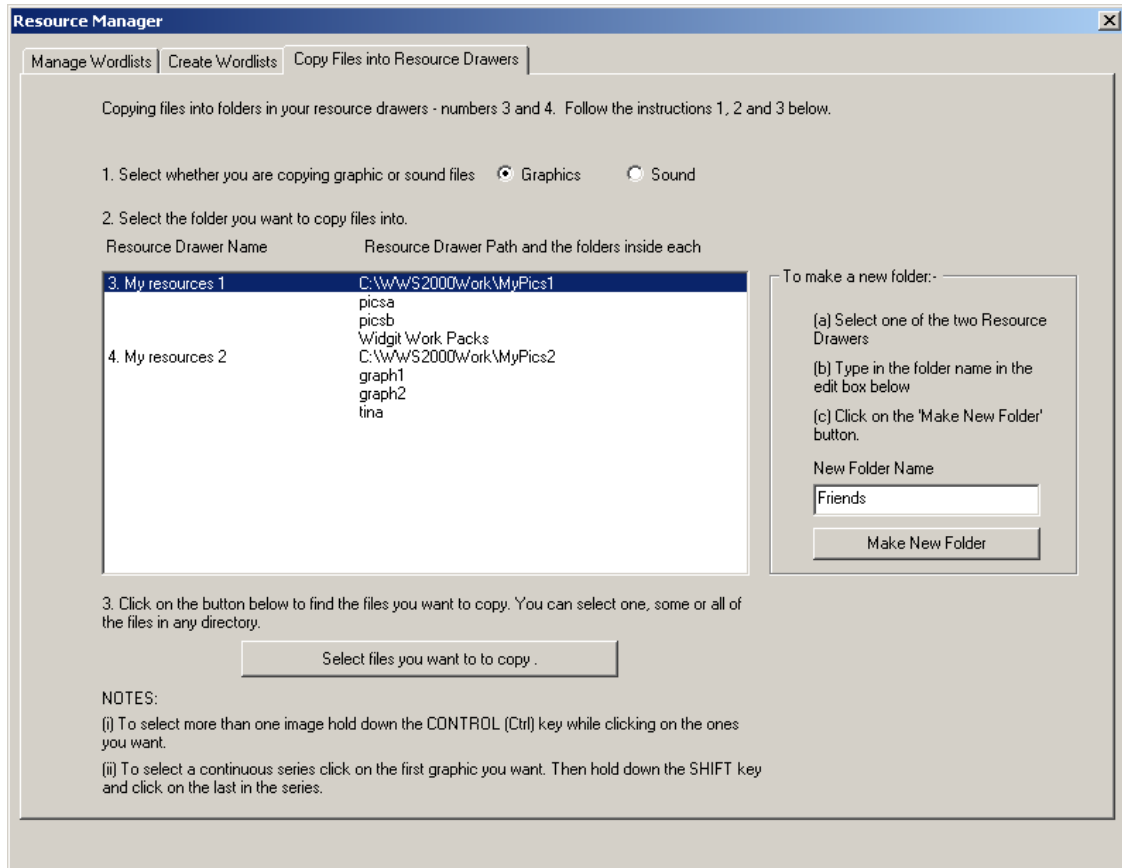 Resource Manager
Manage Wordlists Create Wordlists Copy Files into Resource Drawers
Copying files into folders in your resource drawers - numbers 3 and 4. Follow the instructions 1, 2 and 3 below.
1. Select whether you are copying graphic or sound files Graphics Sound
2. Select the folder you want to copy files into.
Resource Drawer Name Resource Drawer Path and the folders inside each
3. My resources 1 C:\WWS2000Work\MyPics1
picsa
picsb
Widgit Work Packs
4. My resources 2 C:\WWS2000Work\MyPics2
graph1
graph2
tina
To make a new folder:-
(a) Select one of the two Resource
Drawers
(b) Type in the folder name in the
edit box below
(c) Click on the 'Make New Folder'
button.
New Folder Name
Friends
Make New Folder
3. Click on the button below to find the files you want to copy. You can select one, some or all of
the files in any directory.
Select files you want to to copy .
NOTES:
(i) To select more than one image hold down the CONTROL (Ctrl) key while clicking on the ones
you want.
(ii) To select a continuous series click on the first graphic you want. Then hold down the SHIFT key
and click on the last in the series.